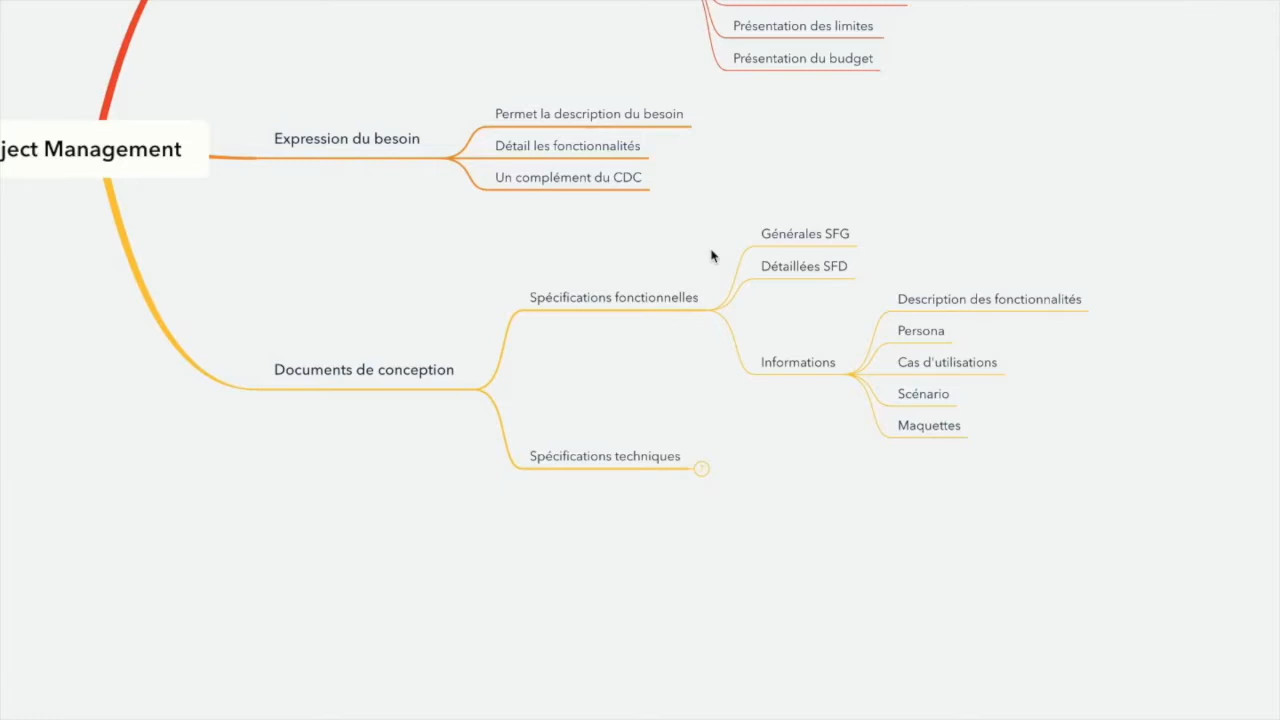 Présentation des limites
Présentation du budget
ject Management
Expression du besoin
Permet la description du besoin
Détail les fonctionnalités
Un complément du CDC
Documents de conception
Spécifications fonctionnelles
Générales SFG
Détaillées SFD
Informations
Description des fonctionnalités
Persona
Cas d'utilisations
Scénario
Maquettes
Spécifications techniques